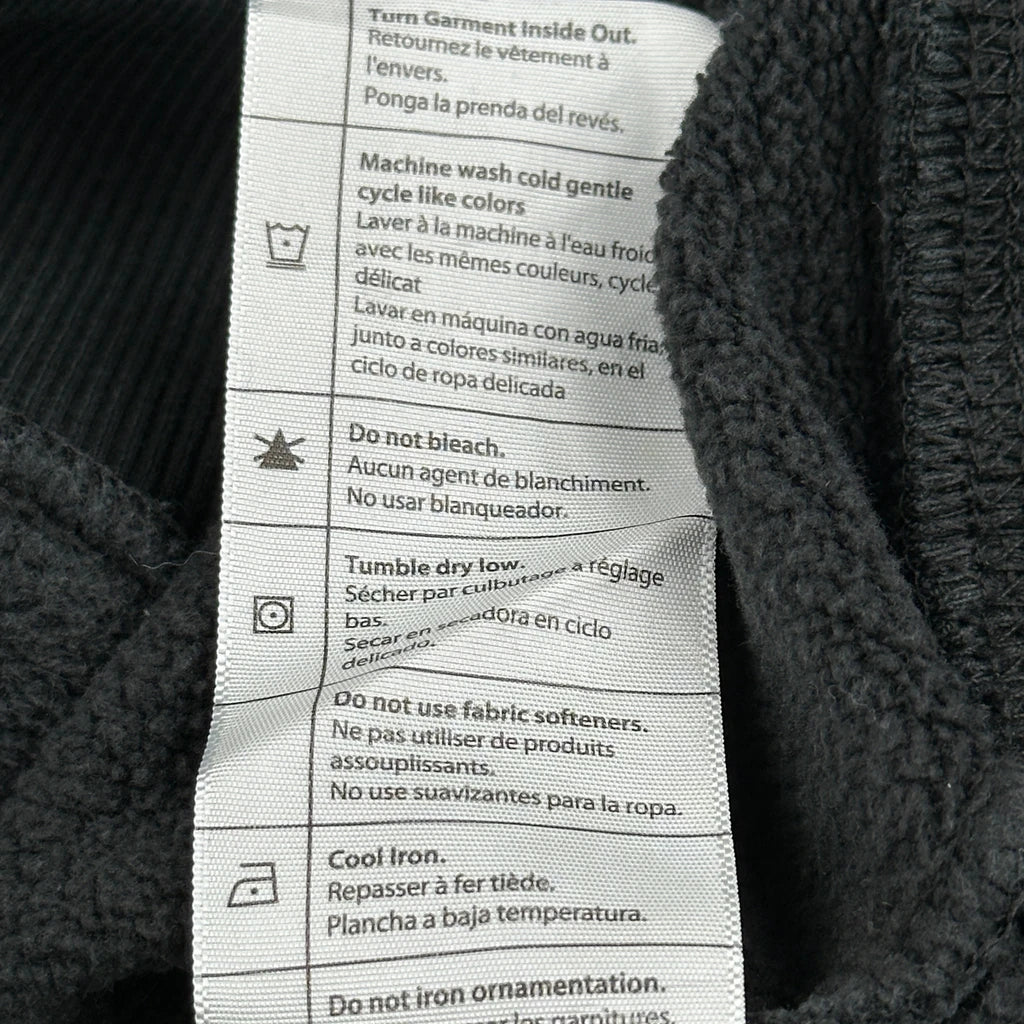 Turn Garment Inside Out.
Retournez le vêtement à
l'envers.
Ponga la prenda del revés.
Machine wash cold gentle
cycle like colors
Laver à la machine à l'eau froid
avec les mêmes couleurs, cycle
délicat
Lavar en máquina con agua fria,
junto a colores similares, en el
ciclo de ropa delicada
Do not bleach.
Aucun agent de blanchiment.
No usar blanqueador.
Tumble dry low.
Sécher par culbutage à réglage
bas.
Secar en secadora en ciclo
delicado.
Do not use fabric softeners.
Ne pas utiliser de produits
assouplissants.
No use suavizantes para la ropa.
Cool Iron.
Repasser à fer tiède.
Plancha a baja temperatura.
Do not iron ornamentation.
les garnitures.